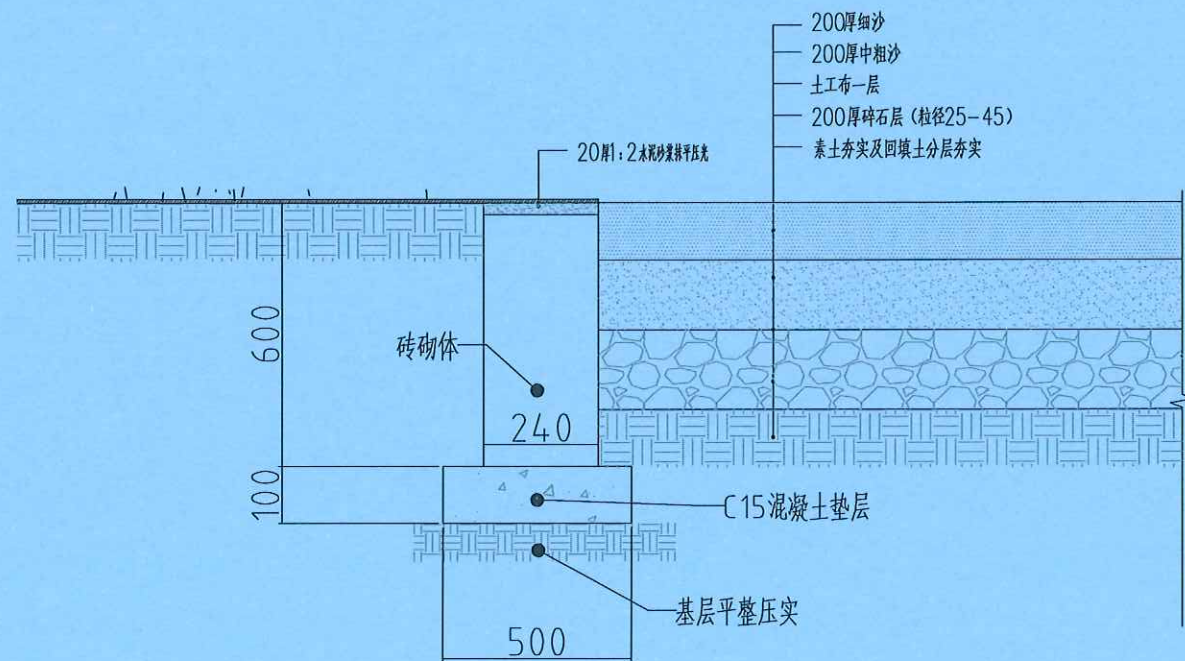 200厚细沙
200厚中粗沙
土工布一层
200厚碎石层（粒径25-45）
素土夯实及回填土分层夯实
20厚1：2水泥砂浆抹平压光
600
砖砌体
240
100
C15混凝土垫层
基层平整压实
500